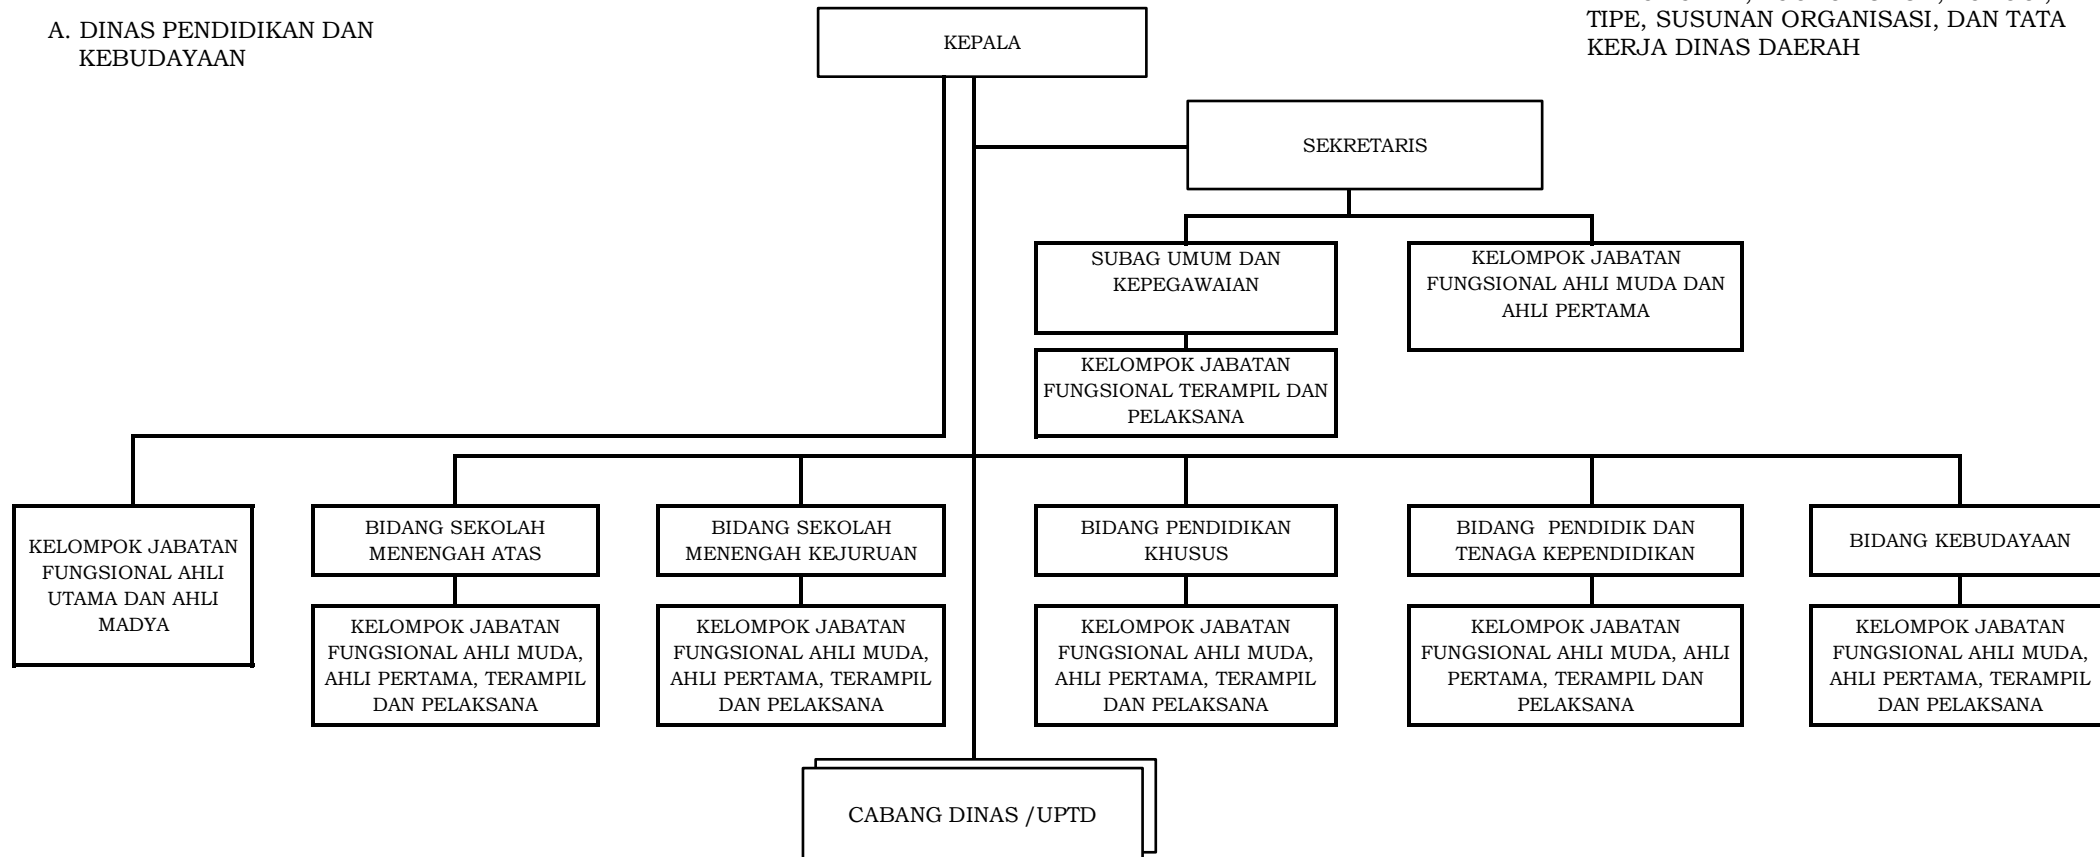 A. DINAS PENDIDIKAN DAN
KEBUDAYAAN
TIPE, SUSUNAN ORGANISASI, DAN TATA
KERJA DINAS DAERAH
KEPALA
SEKRETARIS
SUBAG UMUM DAN
KEPEGAWAIAN
KELOMPOK JABATAN
FUNGSIONAL AHLI MUDA DAN
AHLI PERTAMA
KELOMPOK JABATAN
FUNGSIONAL TERAMPIL DAN
PELAKSANA
KELOMPOK JABATAN
FUNGSIONAL AHLI
UTAMA DAN AHLI
MADYA
BIDANG SEKOLAH
MENENGAH ATAS
BIDANG SEKOLAH
MENENGAH KEJURUAN
BIDANG PENDIDIKAN
KHUSUS
BIDANG PENDIDIK DAN
TENAGA KEPENDIDIKAN
BIDANG KEBUDAYAAN
KELOMPOK JABATAN
FUNGSIONAL AHLI MUDA,
AHLI PERTAMA, TERAMPIL
DAN PELAKSANA
KELOMPOK JABATAN
FUNGSIONAL AHLI MUDA,
AHLI PERTAMA, TERAMPIL
DAN PELAKSANA
KELOMPOK JABATAN
FUNGSIONAL AHLI MUDA,
AHLI PERTAMA, TERAMPIL
DAN PELAKSANA
KELOMPOK JABATAN
FUNGSIONAL AHLI MUDA, AHLI
PERTAMA, TERAMPIL DAN
PELAKSANA
KELOMPOK JABATAN
FUNGSIONAL AHLI MUDA,
AHLI PERTAMA, TERAMPIL
DAN PELAKSANA
CABANG DINAS /UPTD